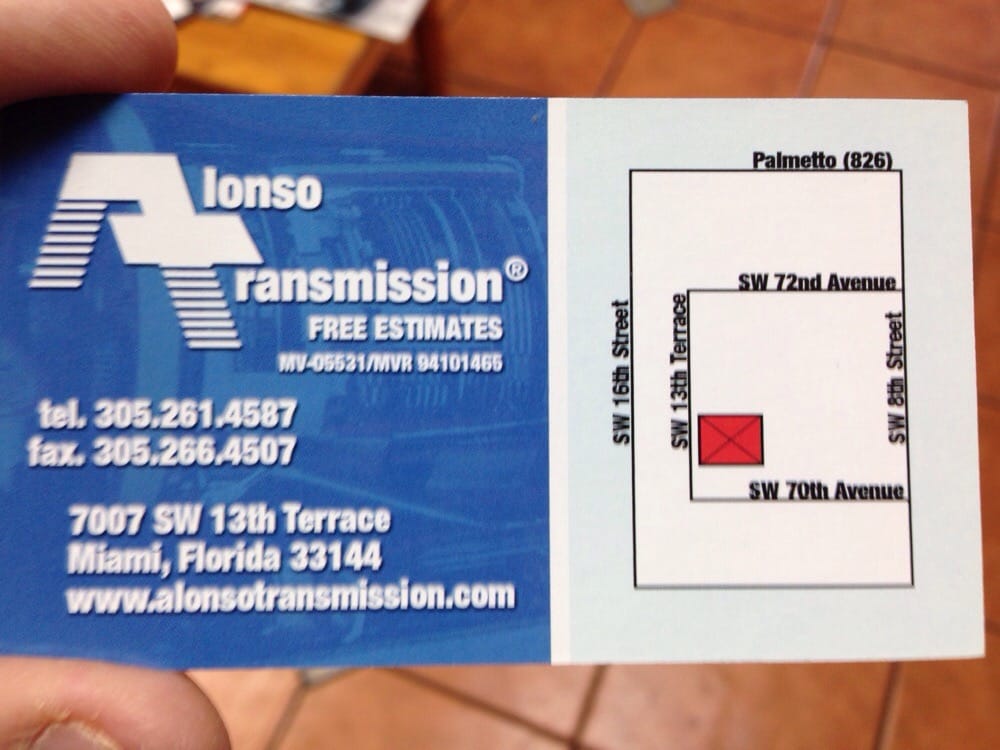 Alonso
Transmission®
FREE ESTIMATES
MV-05531/MVR 94101465
tel. 305.261.4587
fax. 305.266.4507
7007 SW 13th Terrace
Miami, Florida 33144
www.alonsotransmission.com
Palmetto (826)
SW 72nd Avenue
SW 16th Street
SW 13th Terrace
SW 8th Street
SW 70th Avenue